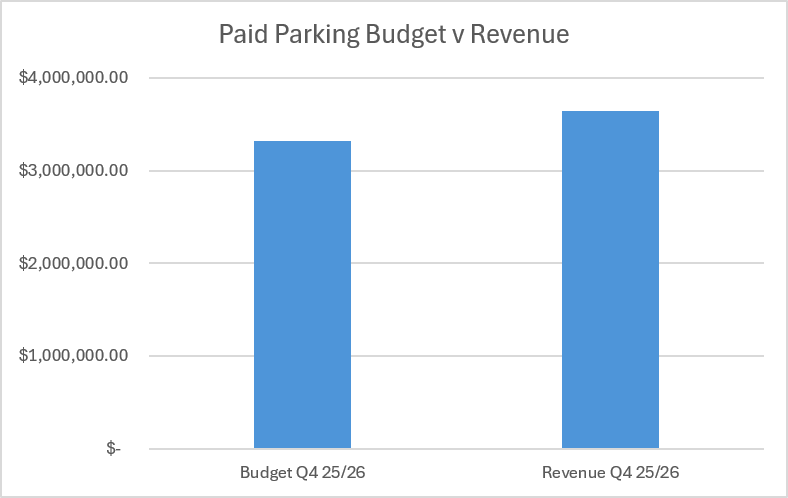 Paid Parking Budget v Revenue
$4,000,000.00
$3,000,000.00
$2,000,000.00
$1,000,000.00
$-
Budget Q4 25/26
Revenue Q4 25/26